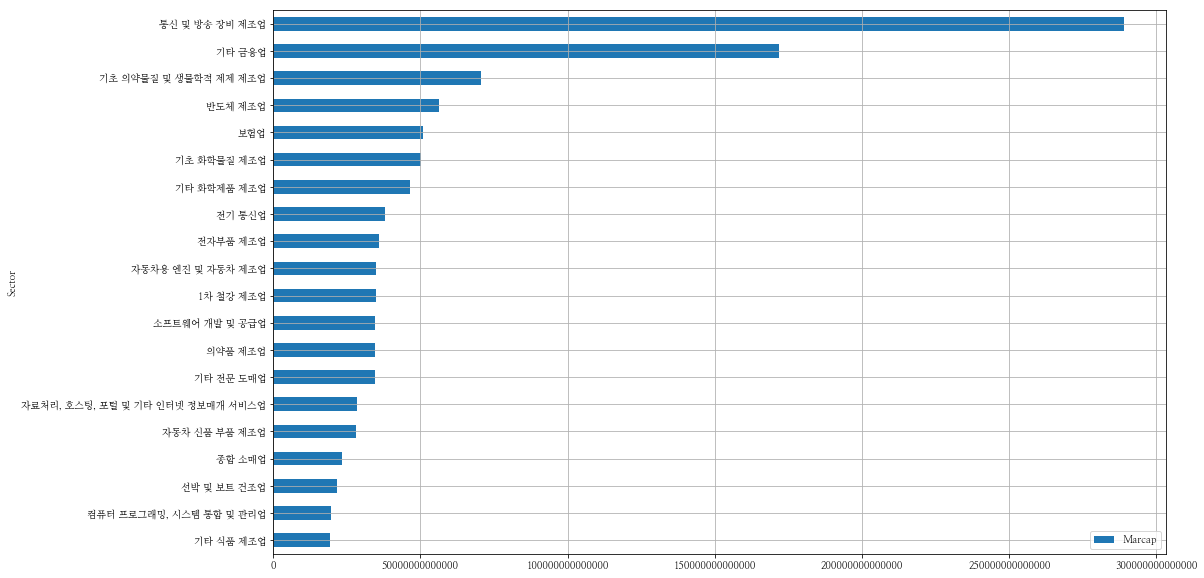 통신 및 방송 장비 제조업
기타 금융업
기초 의약물질 및 생물학적 제제 제조업
반도체 제조업
보험업
기초 화학물질 제조업
기타 화학제품 제조업
전기 통신업
전자부품 제조업
자동차용 엔진 및 자동차 제조업
1차 철강 제조업
소프트웨어 개발 및 공급업
의약품 제조업
기타 전문 도매업
자료처리, 호스팅, 포털 및 기타 인터넷 정보매개 서비스업
자동차 신품 부품 제조업
종합 소매업
선박 및 보트 건조업
컴퓨터 프로그래밍, 시스템 통합 및 관리업
기타 식품 제조업
Sector
Marcap
0 50000000000000 100000000000000 150000000000000 200000000000000 250000000000000 300000000000000